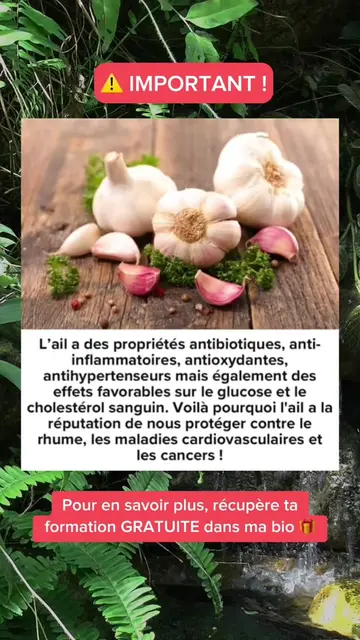 ⚠️ IMPORTANT !
L'ail a des propriétés antibiotiques, anti-
inflammatoires, antioxydantes,
antihypertenseurs mais également des
effets favorables sur le glucose et le
cholestérol sanguin. Voilà pourquoi l'ail a la
réputation de nous protéger contre le
rhume, les maladies cardiovasculaires et
les cancers !
Pour en savoir plus, récupère ta
formation GRATUITE dans ma bio 🎁